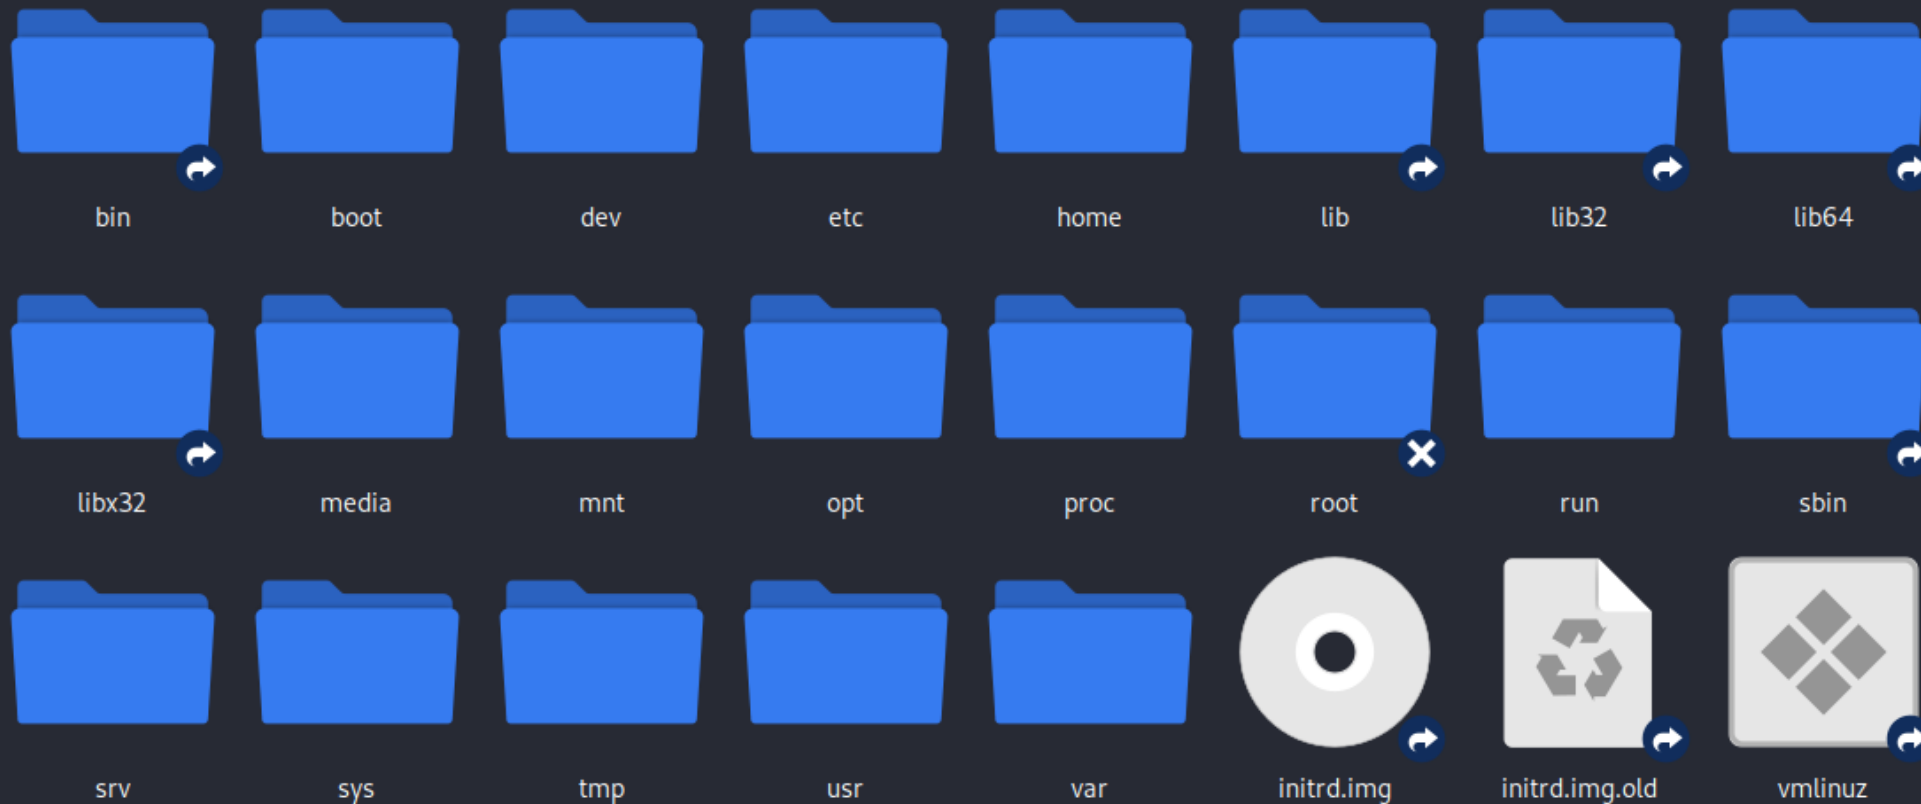 bin boot dev etc home lib lib32 lib64
libx32 media mnt opt proc root run sbin
srv sys tmp usr var initrd.img initrd.img.old vmlinuz